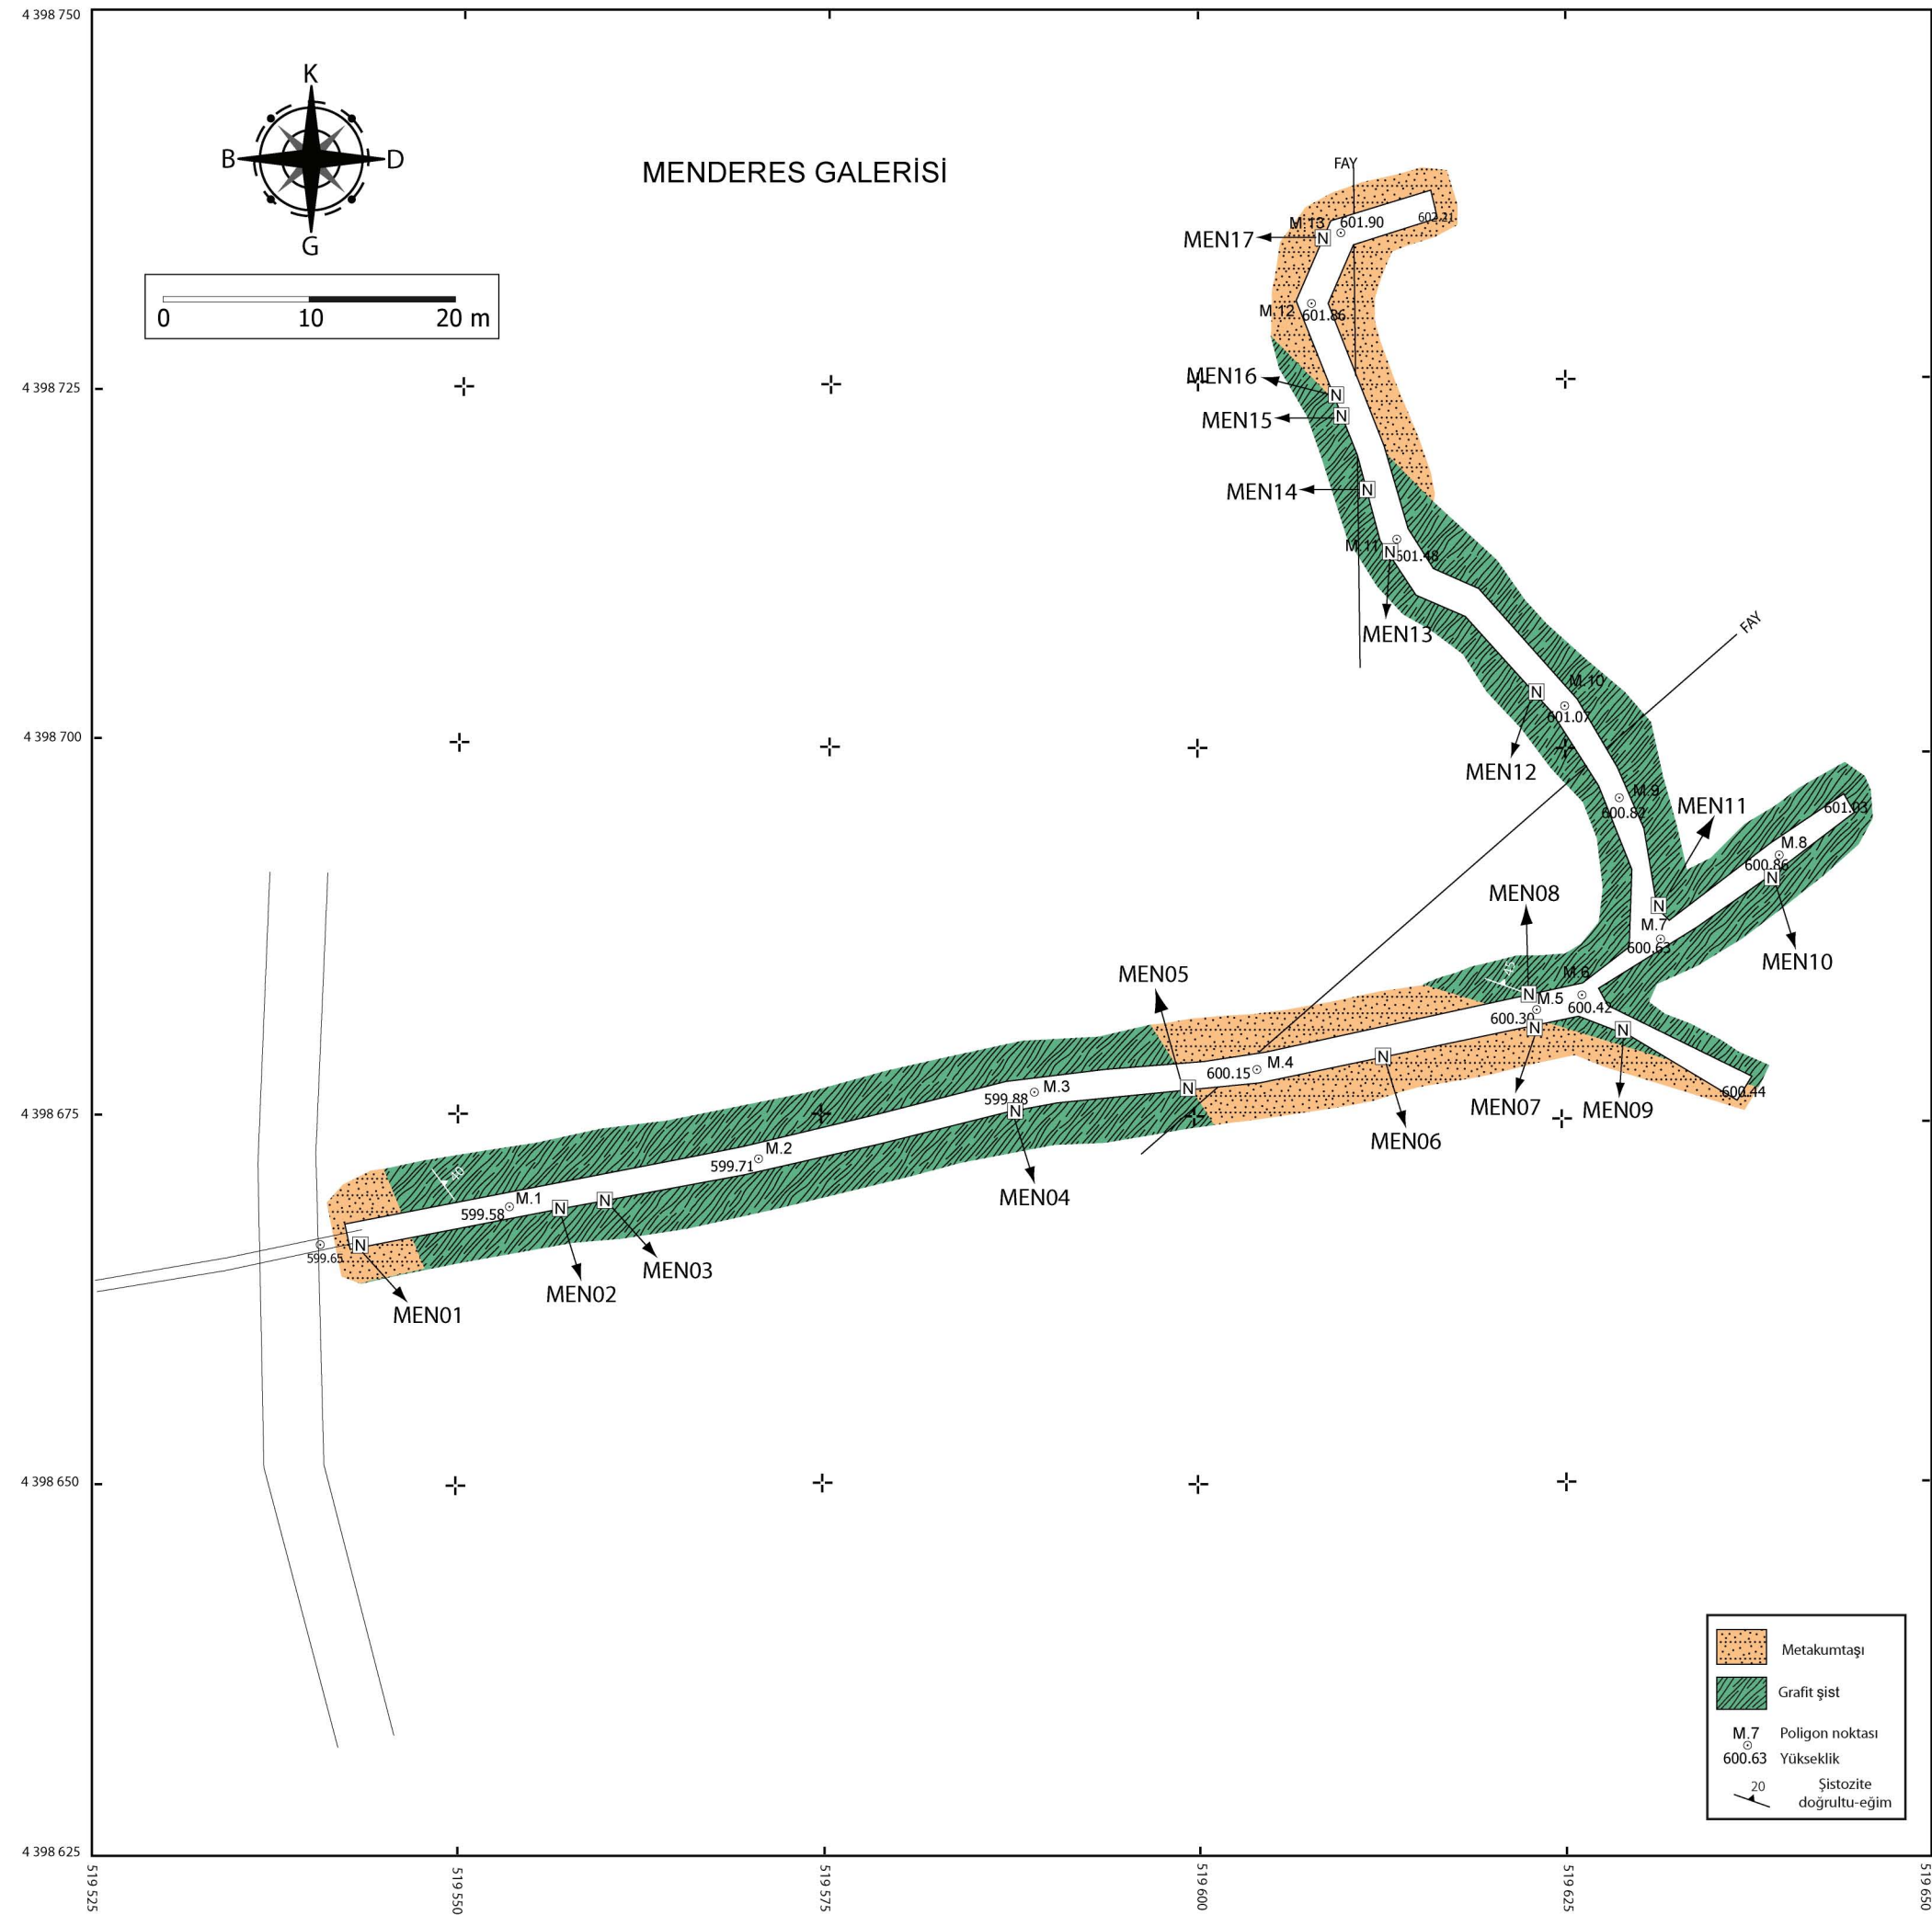 4 398 750
K
B
D
G
MENDERES GALERİSİ
0 10 20 m
FAY
M.13
601.90
602.21
MEN17
N
M.12
601.86
4 398 725
MEN16
N
MEN15
N
MEN14
N
M.11
N
601.48
MEN13
FAY
M.10
N
601.07
4 398 700
MEN12
M.9
600.82
MEN11
601.03
M.8
600.86
N
MEN08
N
M.7
600.63
MEN10
MEN05
45
M.6
N
M.5
600.42
600.30
N
N
N
M.4
600.15
M.3
599.88
N
N
600.44
4 398 675
MEN07
MEN09
MEN06
M.2
599.71
40
MEN04
M.1
599.58
N
N
N
599.65
MEN03
MEN02
MEN01
4 398 650
Metakumtaşı
Grafit şist
M.7 Poligon noktası
600.63 Yükseklik
20 Şistozite
doğrultu-eğim
4 398 625
519 525
519 550
519 575
519 600
519 625
519 650